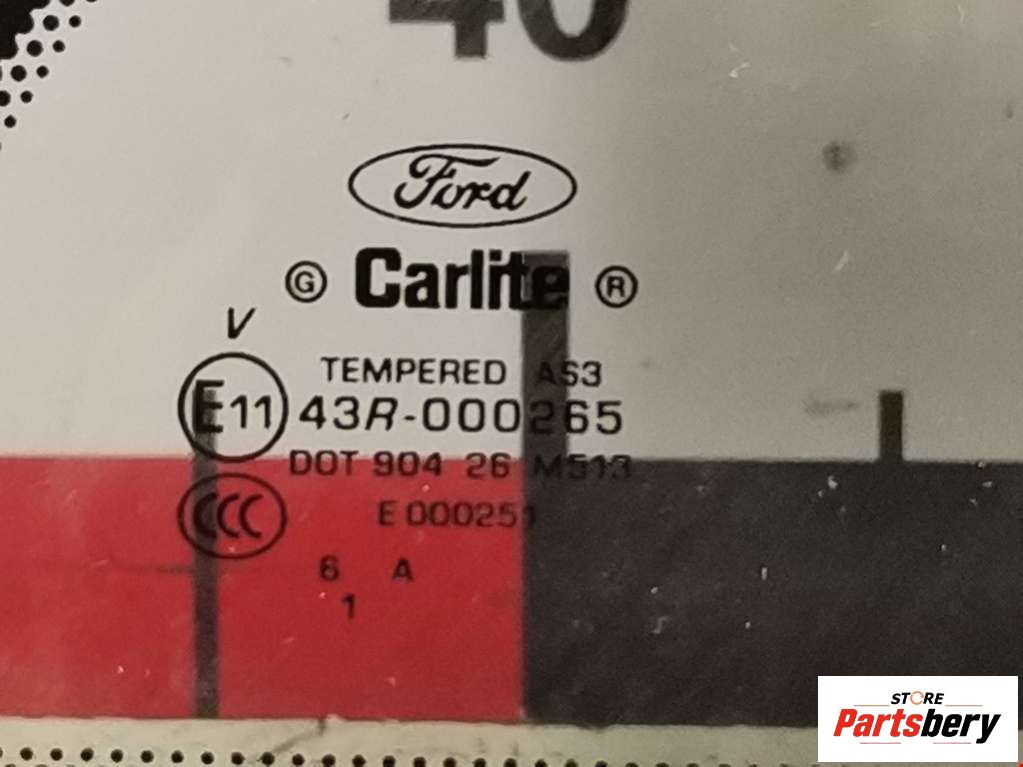 40
Ford
G Carlite ®
V
TEMPERED AS3
E11 43R-000265
DOT 904 26 M513
CCC E 000251
6 A
1
STORE
Partsbery